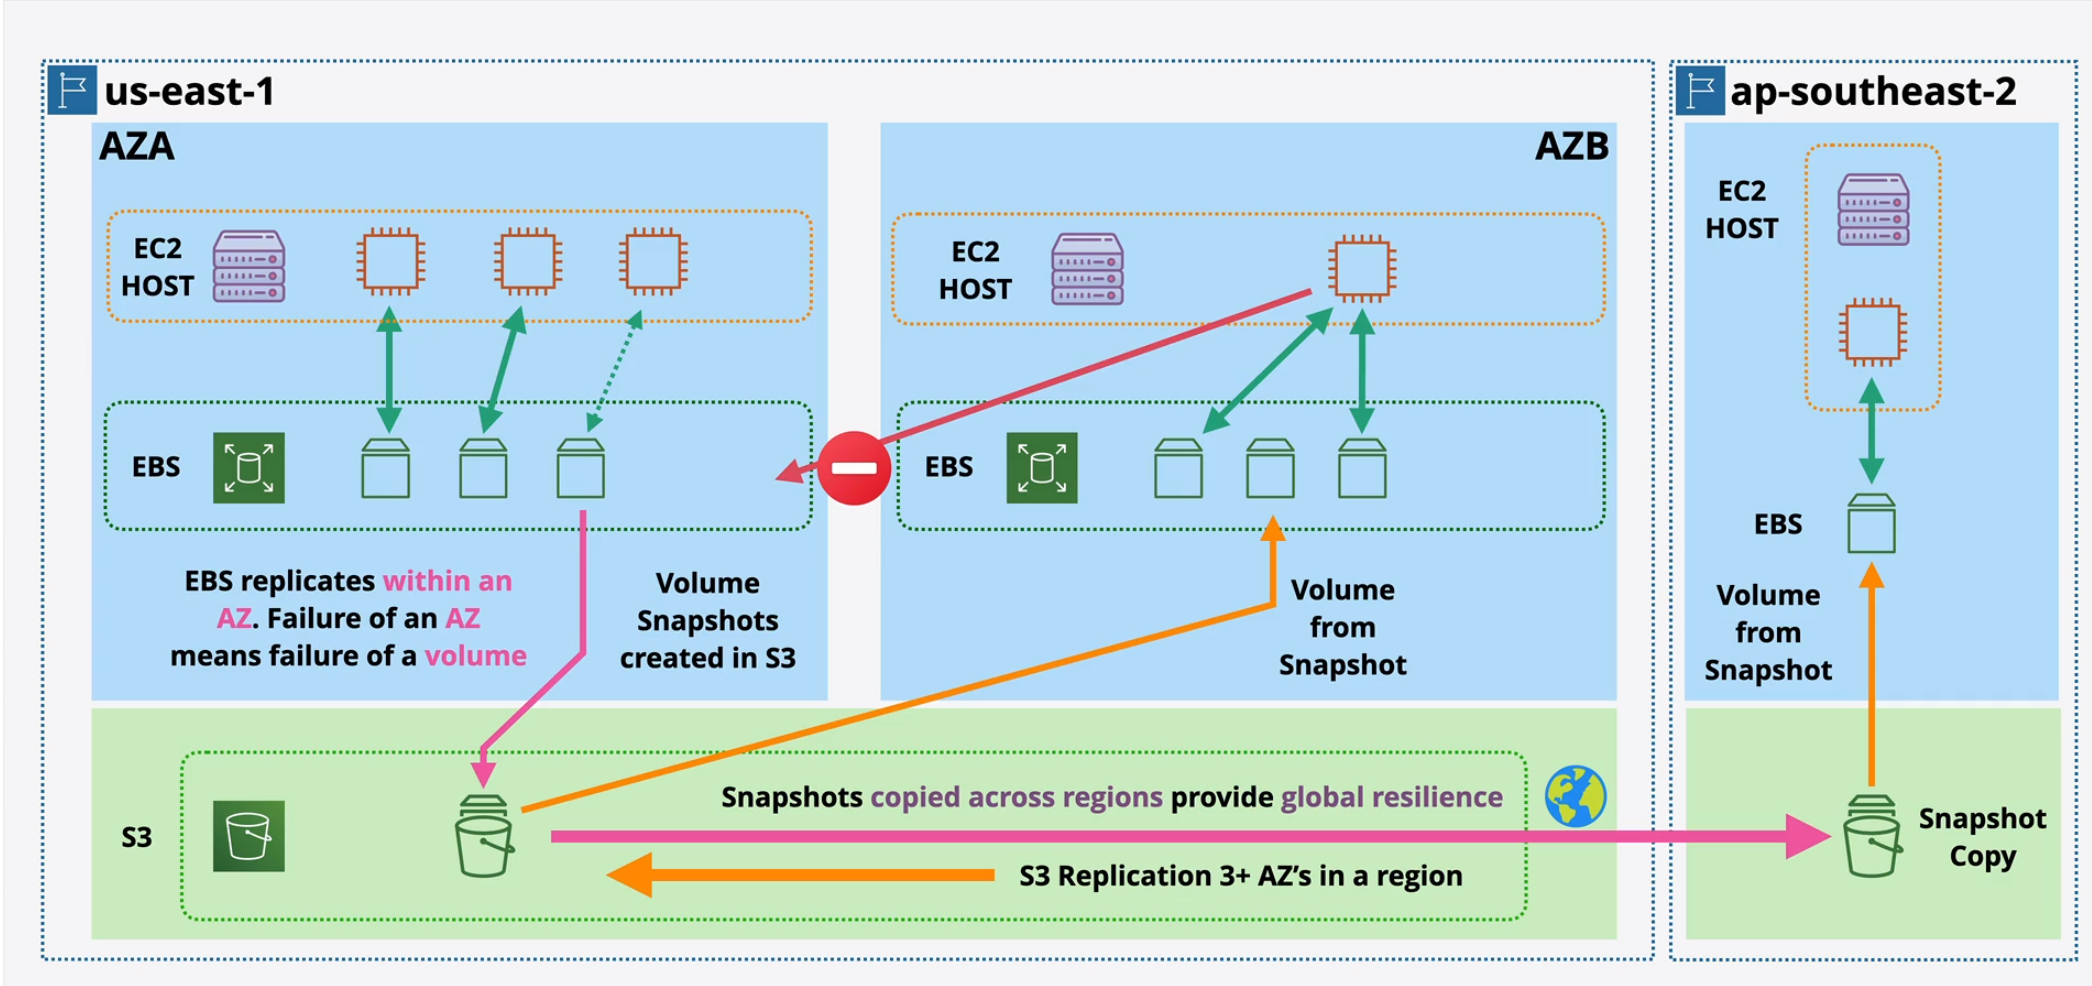 us-east-1
AZA
EC2
HOST
EBS
EBS replicates within an
AZ. Failure of an AZ
means failure of a volume
Volume
Snapshots
created in S3
AZB
EC2
HOST
EBS
Volume
from
Snapshot
S3
Snapshots copied across regions provide global resilience
S3 Replication 3+ AZ's in a region
ap-southeast-2
EC2
HOST
EBS
Volume
from
Snapshot
Snapshot
Copy